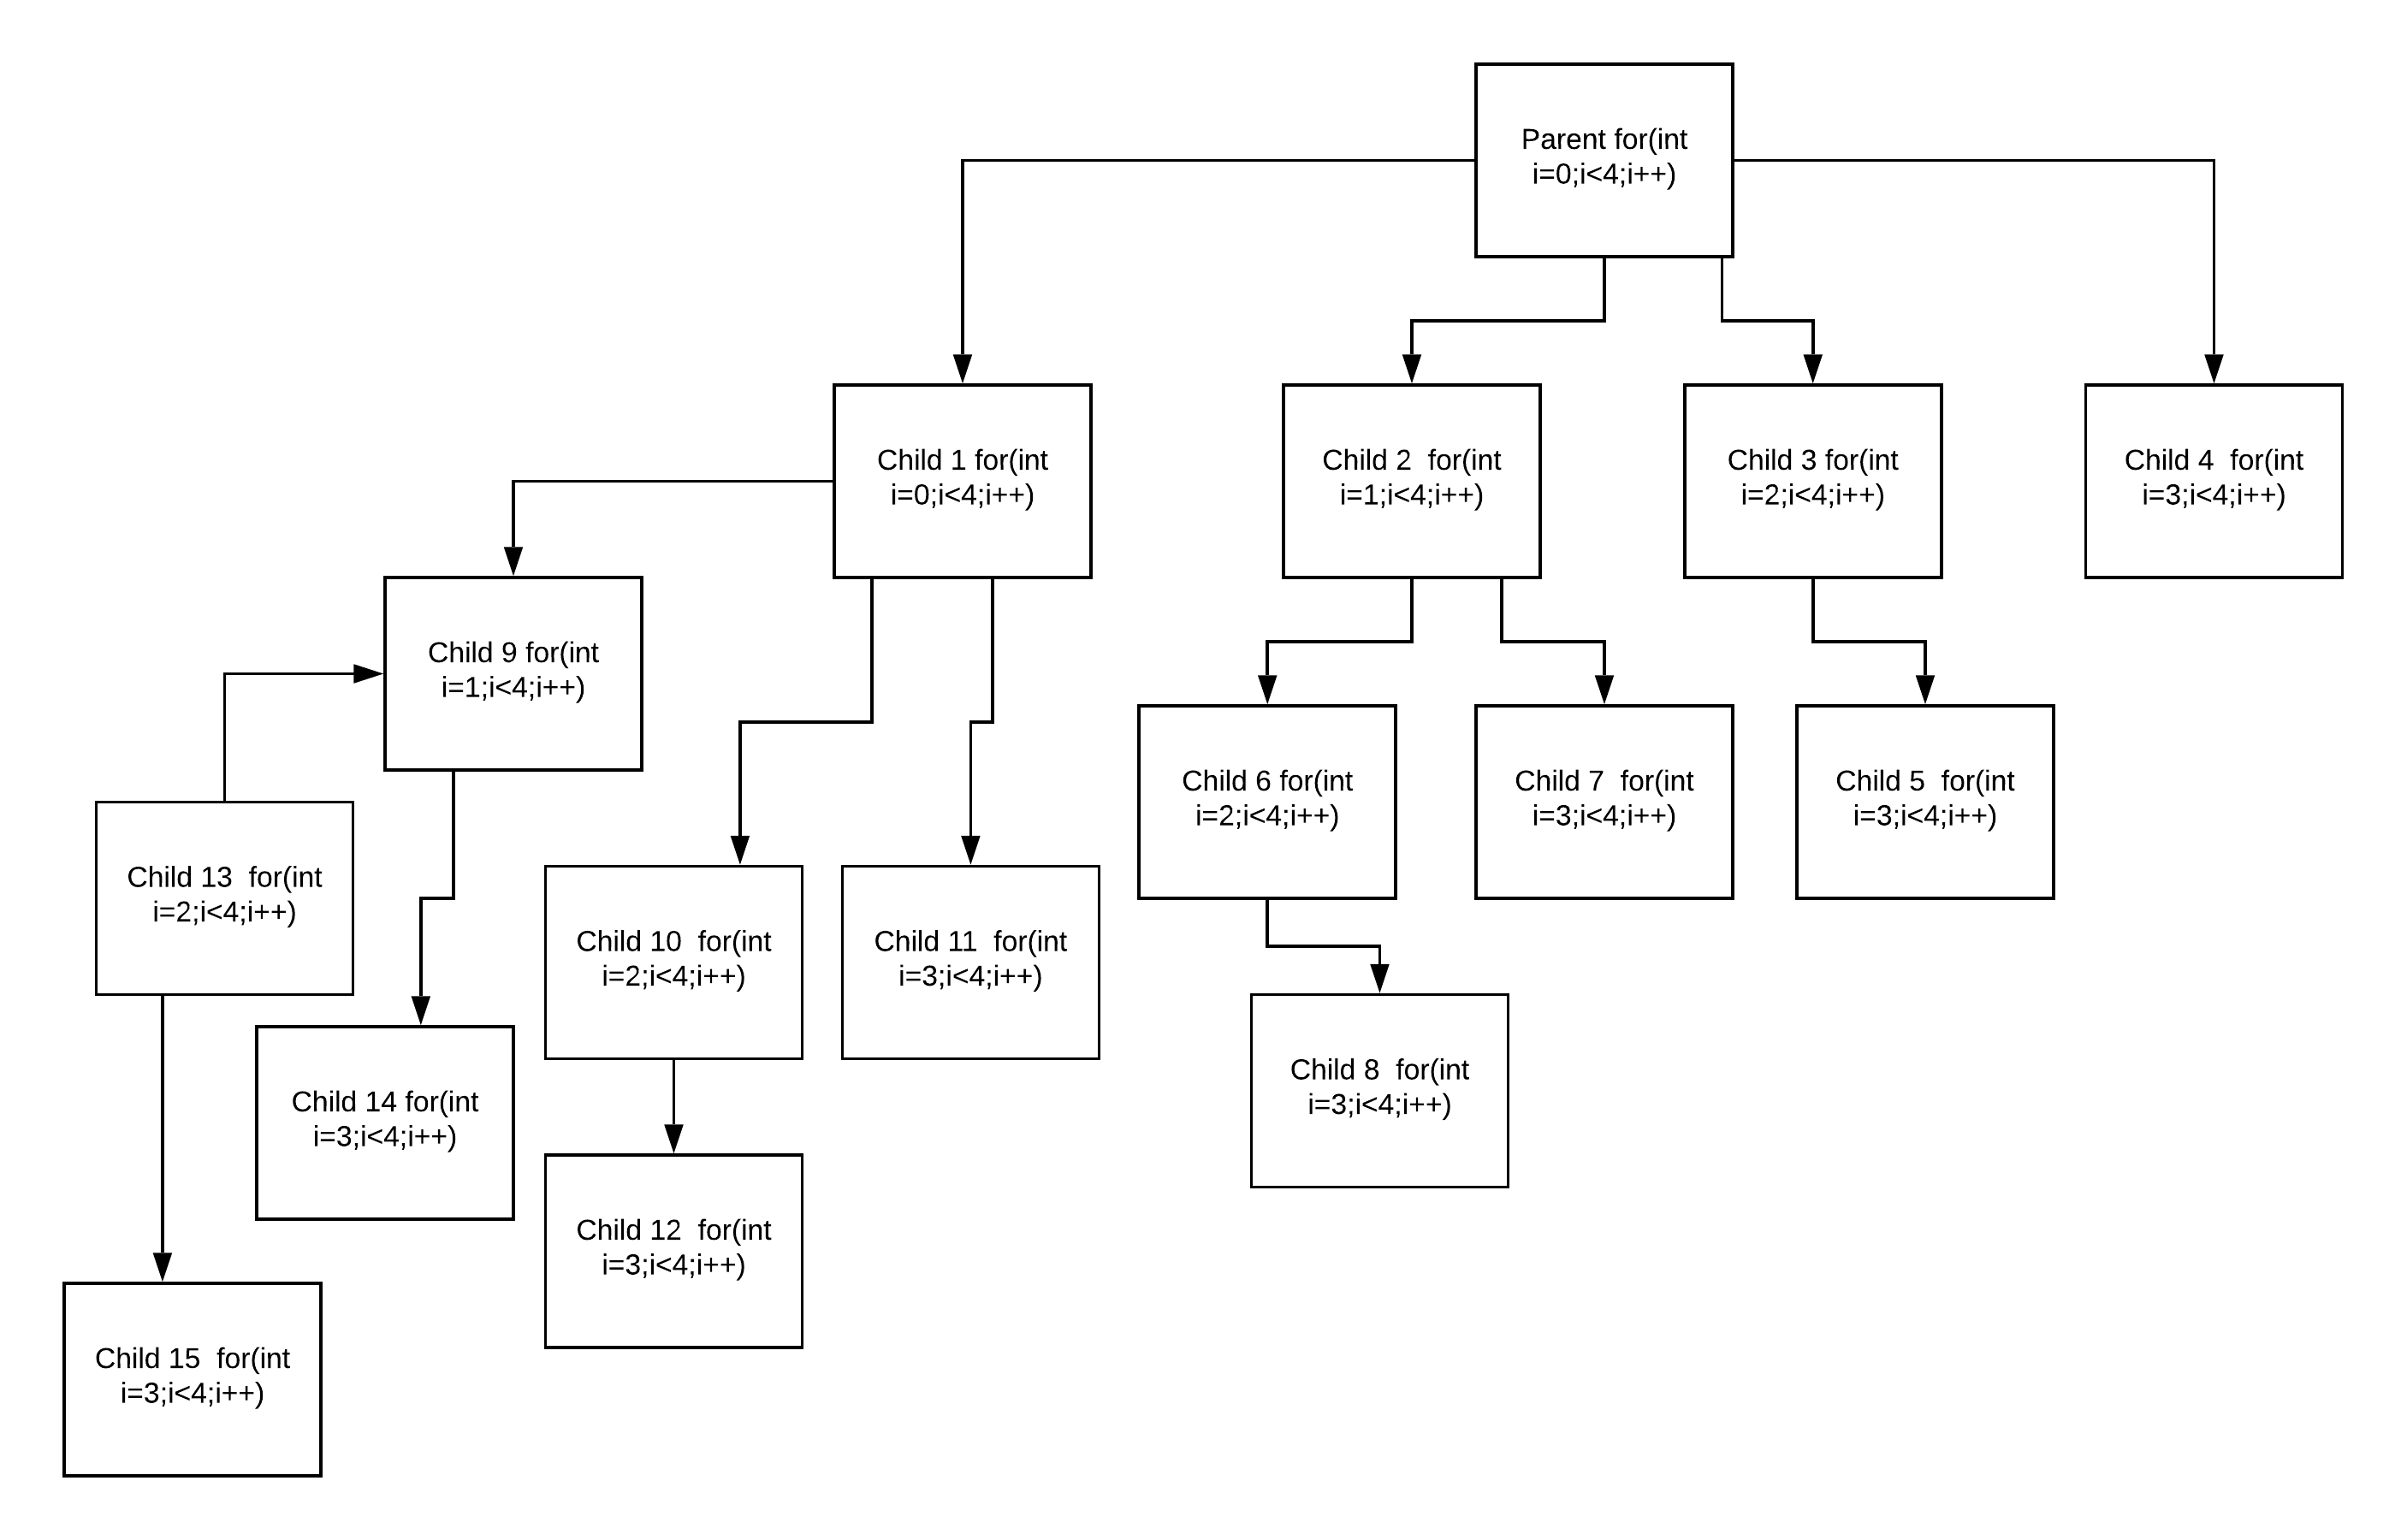 Parent for(int
i=0;i<4;i++)
Child 1 for(int
i=0;i<4;i++)
Child 2  for(int
i=1;i<4;i++)
Child 3 for(int
i=2;i<4;i++)
Child 4  for(int
i=3;i<4;i++)
Child 9 for(int
i=1;i<4;i++)
Child 6 for(int
i=2;i<4;i++)
Child 7  for(int
i=3;i<4;i++)
Child 5  for(int
i=3;i<4;i++)
Child 13  for(int
i=2;i<4;i++)
Child 10  for(int
i=2;i<4;i++)
Child 11  for(int
i=3;i<4;i++)
Child 8  for(int
i=3;i<4;i++)
Child 14 for(int
i=3;i<4;i++)
Child 12  for(int
i=3;i<4;i++)
Child 15  for(int
i=3;i<4;i++)